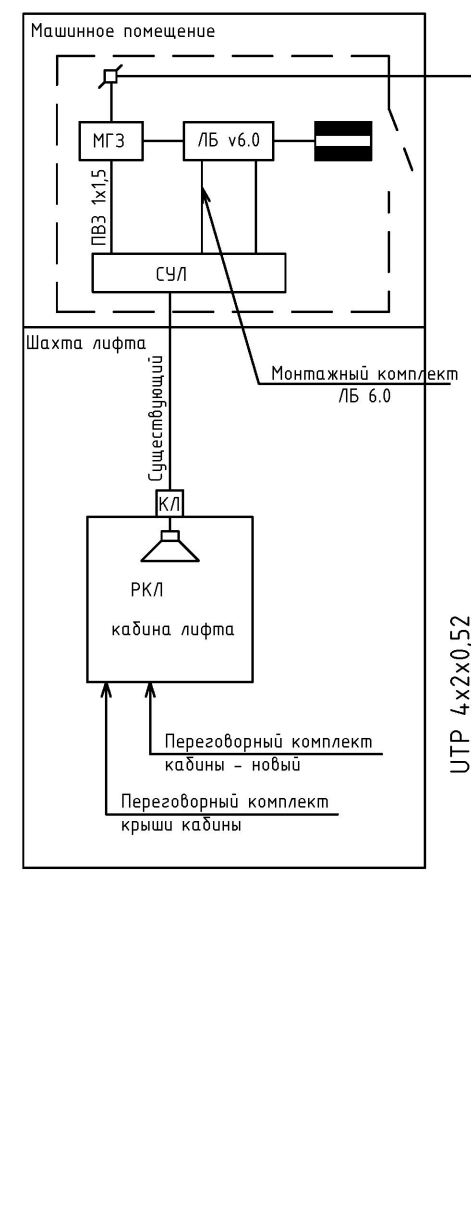 Машинное помещение
МГЗ
ЛБ v6.0
ПВЗ 1х1,5
СУЛ
Шахта лифта
Монтажный комплект
ЛБ 6.0
Существующий
КЛ
РКЛ
кабина лифта
UTP 4х2х0,52
Переговорный комплект
кабины - новый
Переговорный комплект
крыши кабины